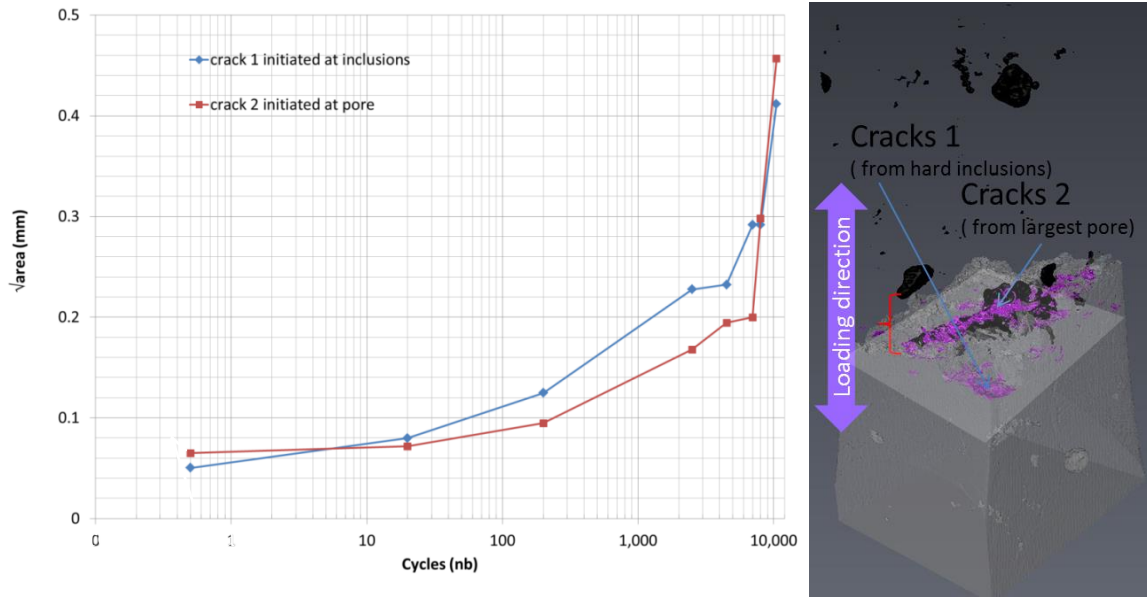 0.5
0.4
0.3
0.2
0.1
0
√area (mm)
crack 1 initiated at inclusions
crack 2 initiated at pore
0 1 10 100 1,000 10,000
Cycles (nb)
Cracks 1
( from hard inclusions)
Cracks 2
( from largest pore)
Loading direction